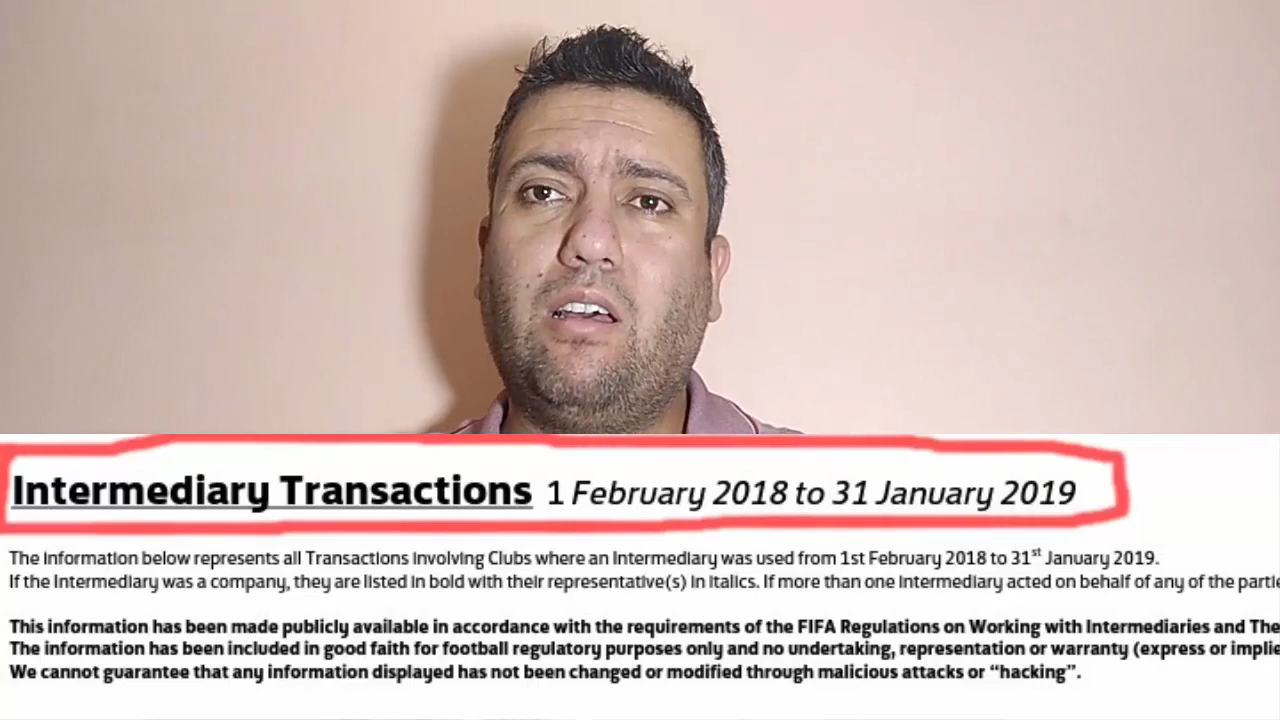 Intermediary Transactions 1 February 2018 to 31 January 2019
The information below represents all Transactions involving Clubs where an Intermediary was used from 1st February 2018 to 31st January 2019.
If the Intermediary was a company, they are listed in bold with their representative(s) in italics. If more than one intermediary acted on behalf of any of the
This information has been made publicly available in accordance with the requirements of the FIFA Regulations on Working with Intermediaries and The
The information has been included in good faith for football regulatory purposes only and no undertaking, representation or warranty (express or
We cannot guarantee that any information displayed has not been changed or modified through malicious attacks or “hacking”.